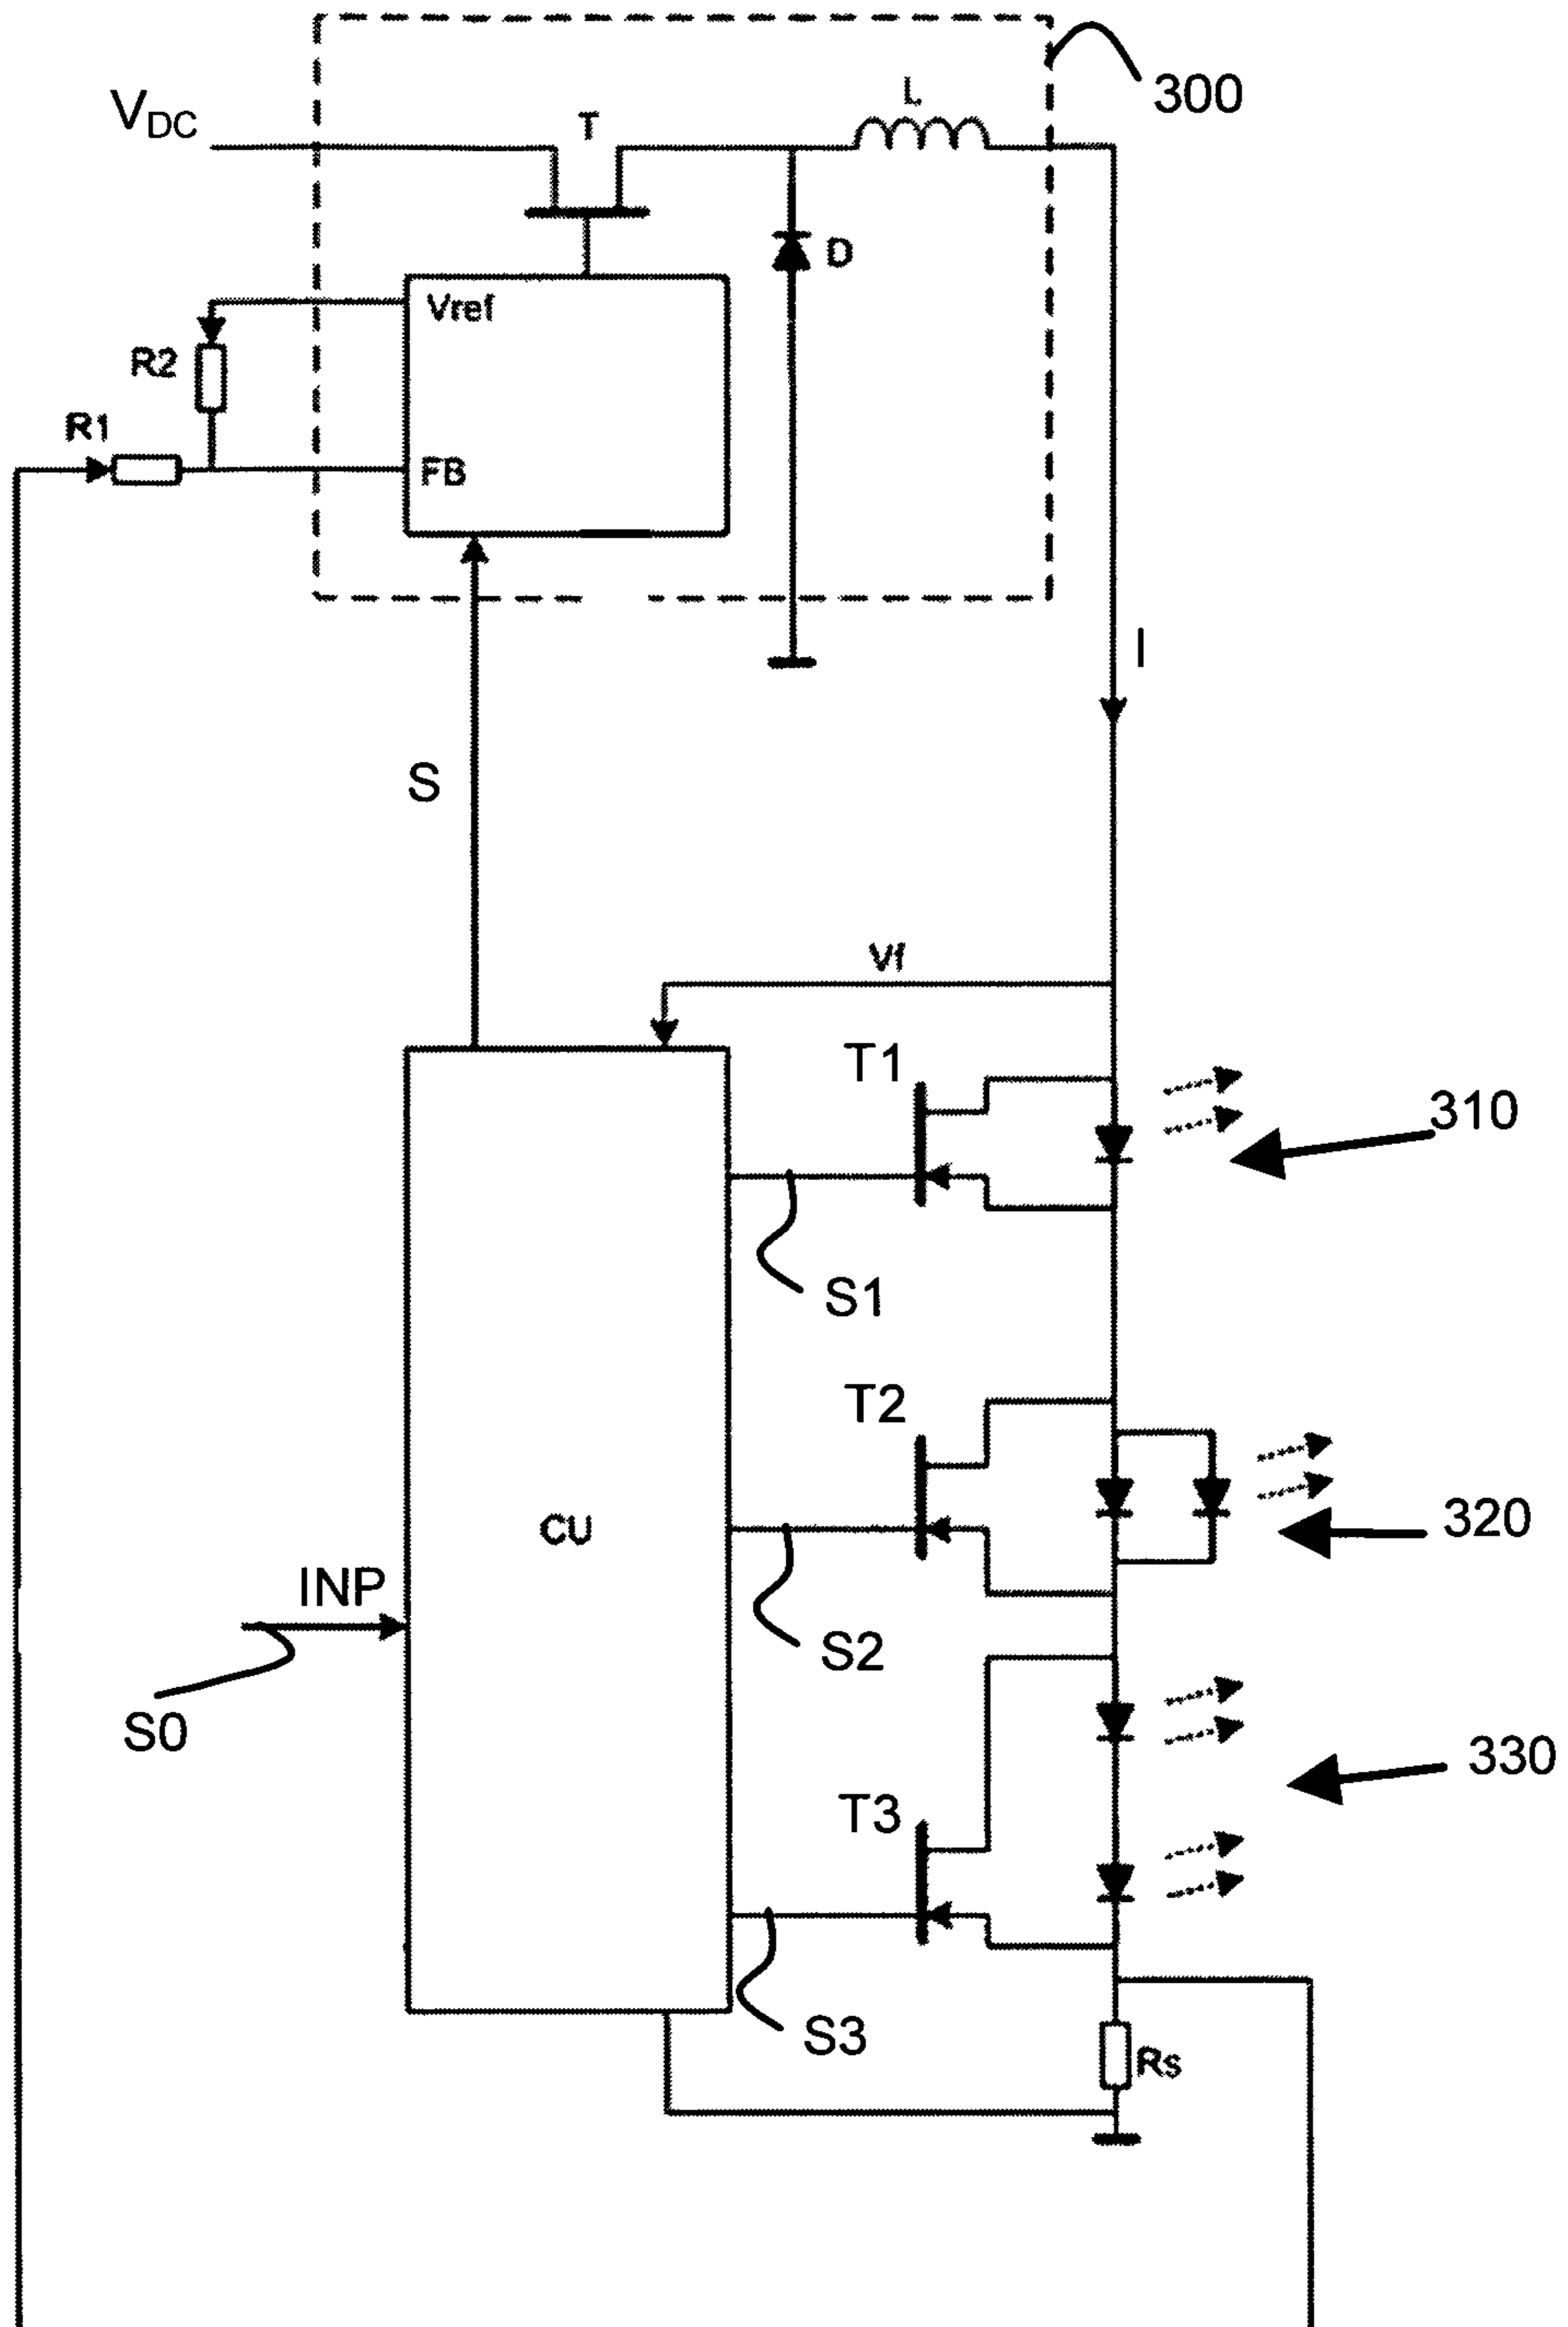 300
L
VDC
T
D
Vref
R2
R1
FB
I
S
Vf
T1
310
S1
T2
320
CU
INP
S2
S0
330
T3
S3
Rs